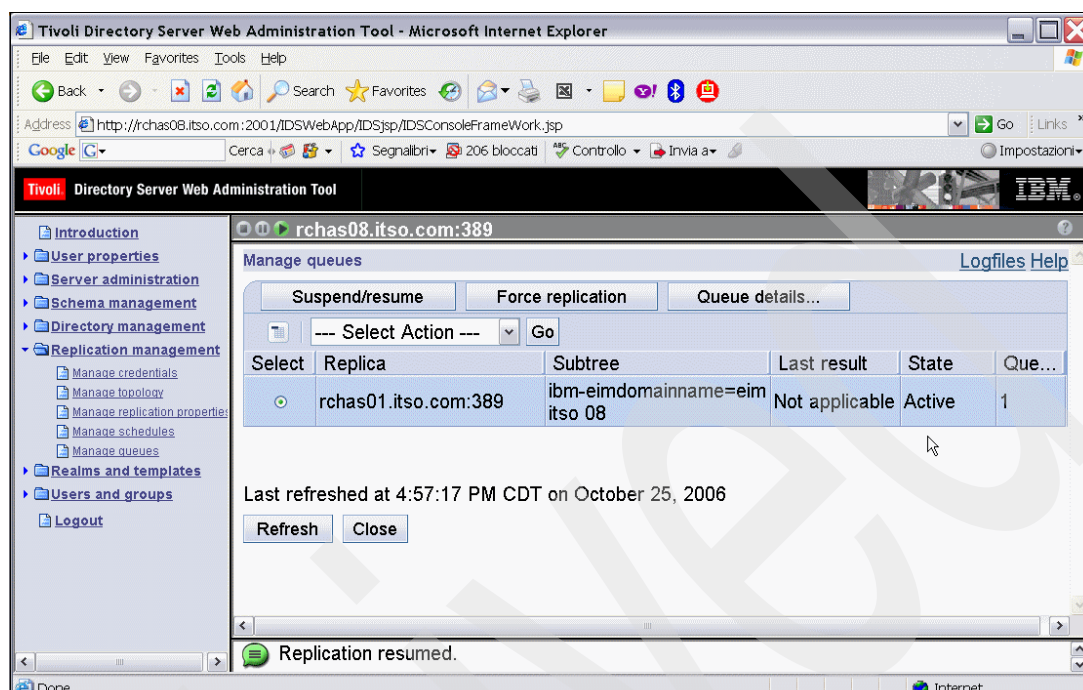 Tivoli Directory Server Web Administration Tool - Microsoft Internet Explorer
File Edit View Favorites Tools Help
Back Search Favorites
Address http://rchas08.itso.com:2001/IDSWebApp/IDSjsp/IDSConsoleFrameWork.jsp Go Links
Google G Cerca Segnalibri 206 bloccati Controllo Invia a Impostazioni
Tivoli. Directory Server Web Administration Tool IBM.
Introduction
User properties
Server administration
Schema management
Directory management
Replication management
Manage credentials
Manage topology
Manage replication properties
Manage schedules
Manage queues
Realms and templates
Users and groups
Logout
rchas08.itso.com:389
Manage queues Logfiles Help
Suspend/resume Force replication Queue details...
--- Select Action --- Go
Select Replica Subtree Last result State Que...
rchas01.itso.com:389 ibm-eimdomainname=eim Not applicable Active 1
itso 08
Last refreshed at 4:57:17 PM CDT on October 25, 2006
Refresh Close
Replication resumed.
Done Internet